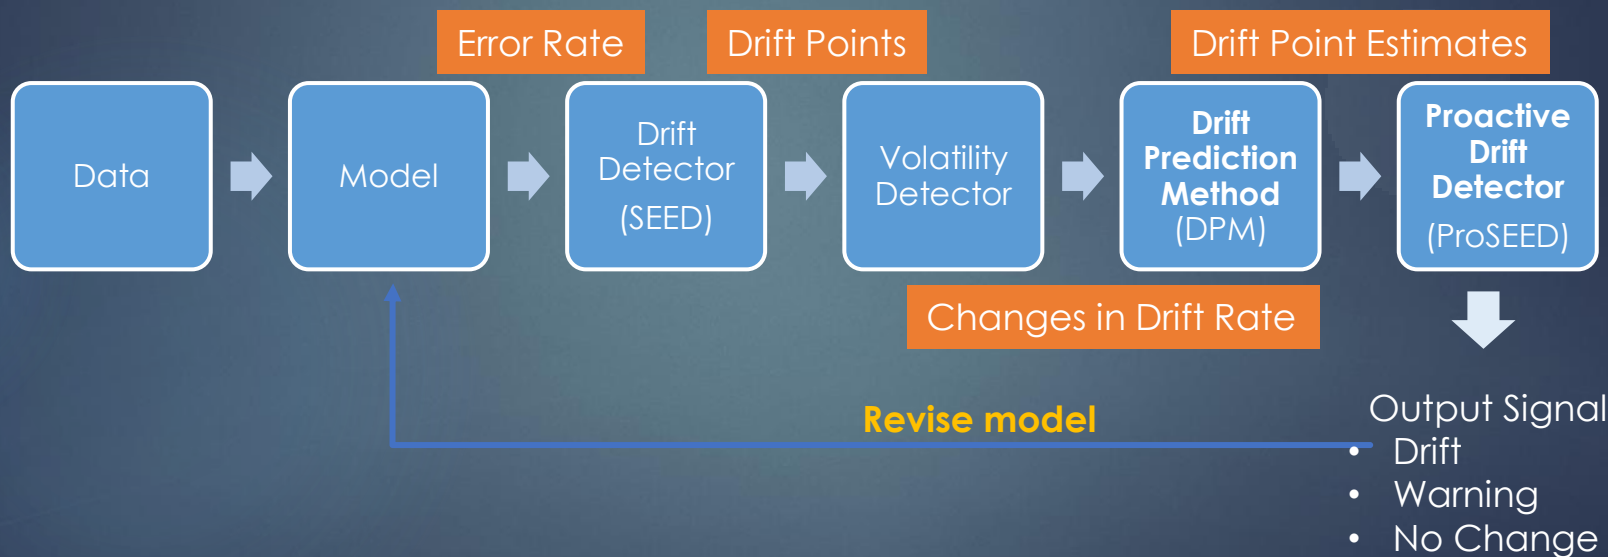 Error Rate
Drift Points
Drift Point Estimates
Data
Model
Drift
Detector
(SEED)
Volatility
Detector
Drift
Prediction
Method
(DPM)
Proactive
Drift
Detector
(ProSEED)
Changes in Drift Rate
Revise model
Output Signal
• Drift
• Warning
• No Change